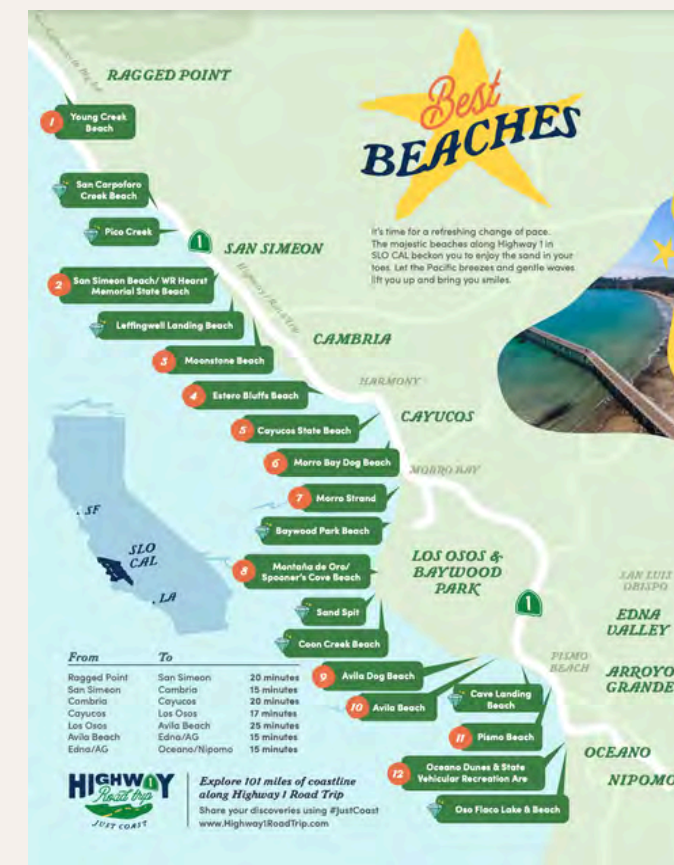 Best
BEACHES
It's time for a refreshing change of pace.
The majestic beaches along Highway 1 in
SLO CAL beckon you to enjoy the sand in your
toes. Let the Pacific breezes and gentle waves
lift you up and bring you smiles.
RAGGED POINT
1 Young Creek
Beach
San Carpoforo
Creek Beach
Pico Creek
1
SAN SIMEON
Highway 1 Road Trip
2 San Simeon Beach/ WR Hearst
Memorial State Beach
Leffingwell Landing Beach
CAMBRIA
3 Moonstone Beach
HARMONY
4 Estero Bluffs Beach
CAYUCOS
5 Cayucos State Beach
6 Morro Bay Dog Beach
MORRO BAY
7 Morro Strand
Baywood Park Beach
LOS OSOS &
BAYWOOD
PARK
8 Montaña de Oro/
Spooner's Cove Beach
Sand Spit
Coon Creek Beach
1
SAN LUIS
OBISPO
EDNA
VALLEY
PISMO
BEACH
ARROYO
GRANDE
9 Avila Dog Beach
10 Avila Beach
Cave Landing
Beach
11 Pismo Beach
OCEANO
12 Oceano Dunes & State
Vehicular Recreation Are
NIPOMO
Oso Flaco Lake & Beach
SF
SLO
CAL
LA
From To
Ragged Point San Simeon 20 minutes
San Simeon Cambria 15 minutes
Cambria Cayucos 20 minutes
Cayucos Los Osos 17 minutes
Los Osos Avila Beach 25 minutes
Avila Beach Edna/AG 15 minutes
Edna/AG Oceano/Nipomo 15 minutes
HIGHWAY 1
Road Trip
JUST COAST
Explore 101 miles of coastline
along Highway 1 Road Trip
Share your discoveries using #JustCoast
www.Highway1RoadTrip.com